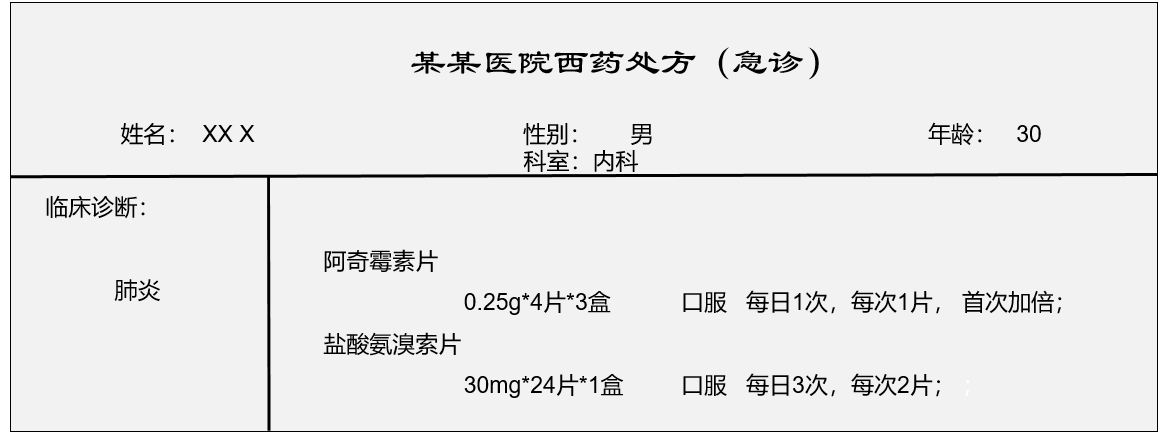 某某医院西药处方（急诊）
姓名： XX X 性别： 男 年龄： 30
科室：内科
临床诊断：
肺炎
阿奇霉素片
0.25g*4片*3盒 口服 每日1次，每次1片， 首次加倍；
盐酸氨溴索片
30mg*24片*1盒 口服 每日3次，每次2片； ；